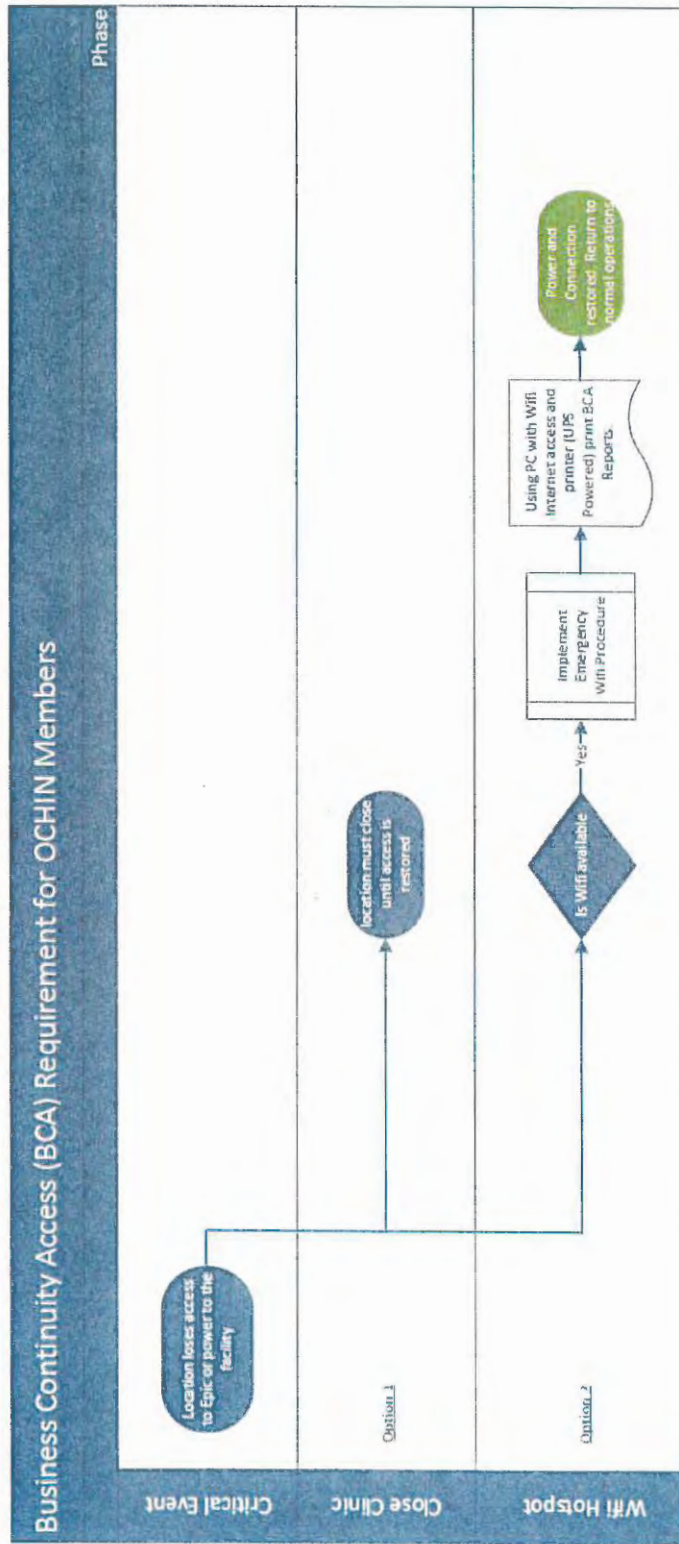 Business Continuity Access (BCA) Requirement for OCHIN Members
Phase
Critical Event
Location loses access
to Epic or power to the
facility
Close Clinic
Option 1
location must close
until access is
restored
Wifi Hotspot
Option 2
Is Wifi available
Yes
Implement
Emergency
Wifi Procedure
Using PC with Wifi
Internet access and
printer (UPS
Powered) print BCA
Reports.
Power and
Connection
restored. Return to
normal operations